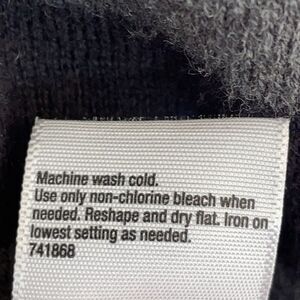 Machine wash cold.
Use only non-chlorine bleach when
needed. Reshape and dry flat. Iron on
lowest setting as needed.
741868